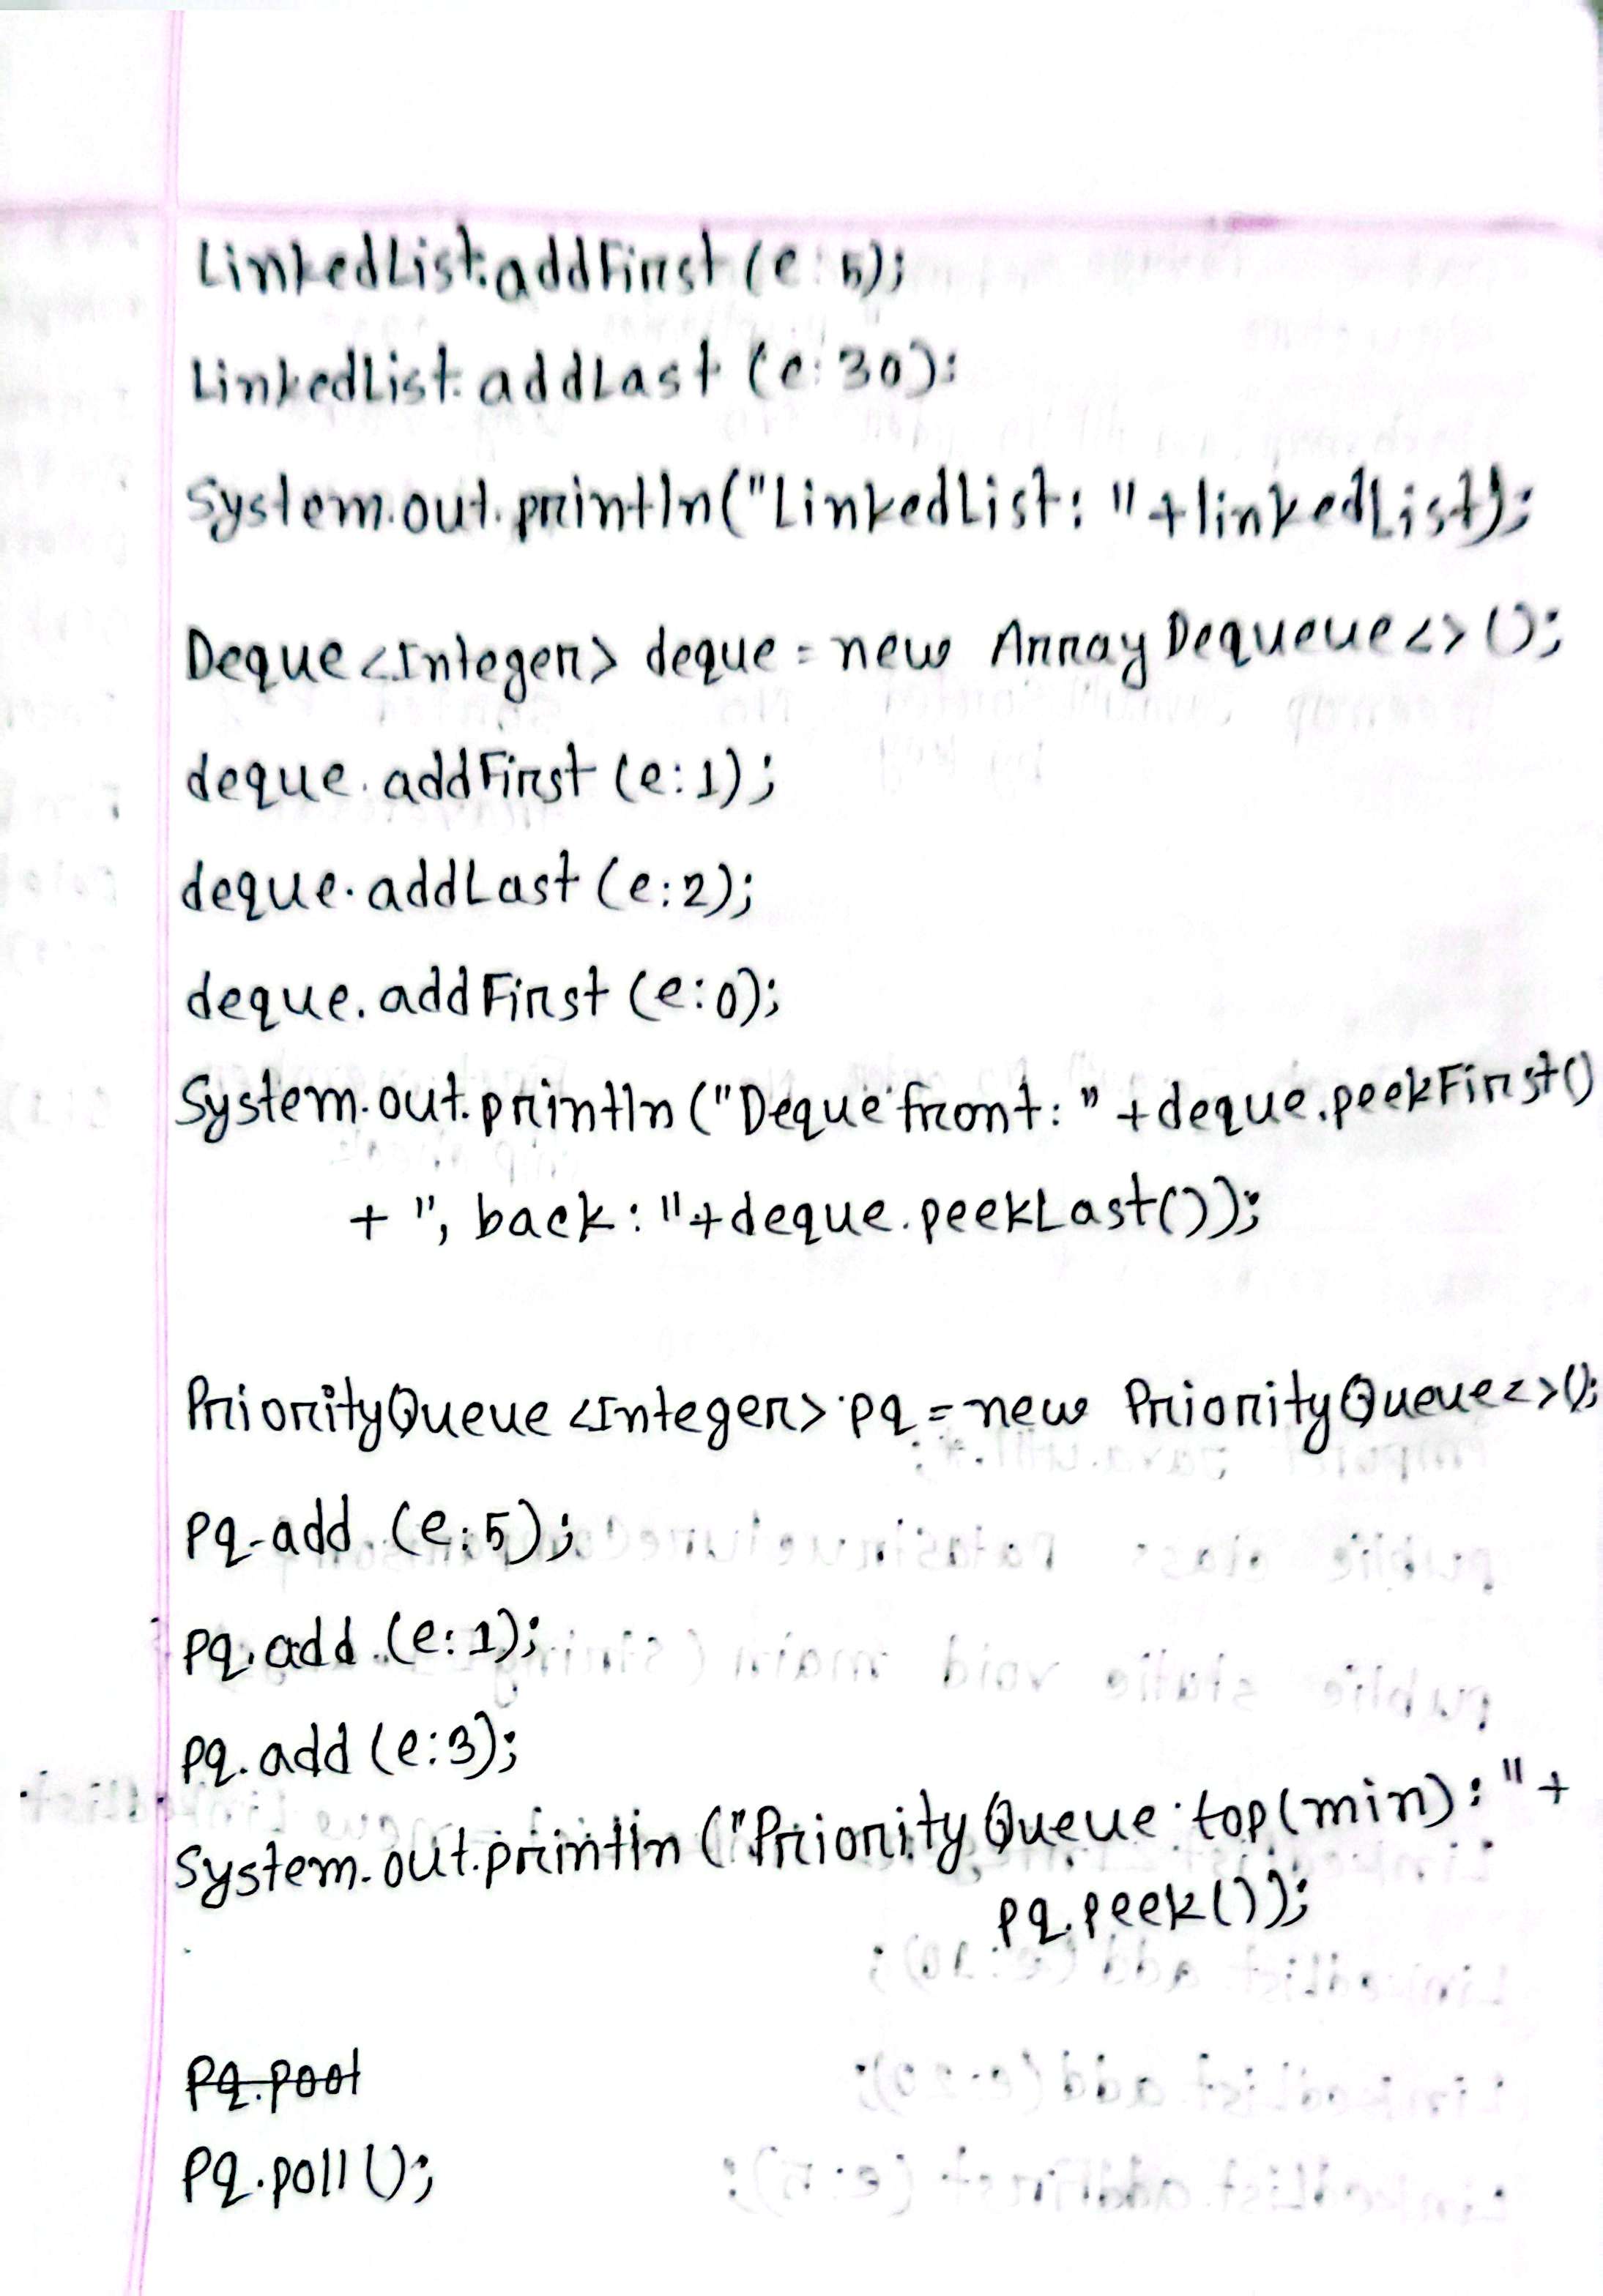 LinkedList.addFirst(e:5);
LinkedList.addLast (e:30):
System.out.println("LinkedList: "+linkedList);
Deque<Integer> deque = new ArrayDequeue<>();
deque.addFirst(e:1);
deque.addLast(e:2);
deque.addFirst(e:0);
System.out.println("Deque front: "+deque.peekFirst()
+ ", back: "+deque.peekLast());
PriorityQueue<Integer> pq = new PriorityQueue<>();
pq.add (e:5);
pq.add (e:1);
pq.add(e:3);
System.out.println ("PriorityQueue top(min): "+
pq.peek());
pq.poot
pq.poll();